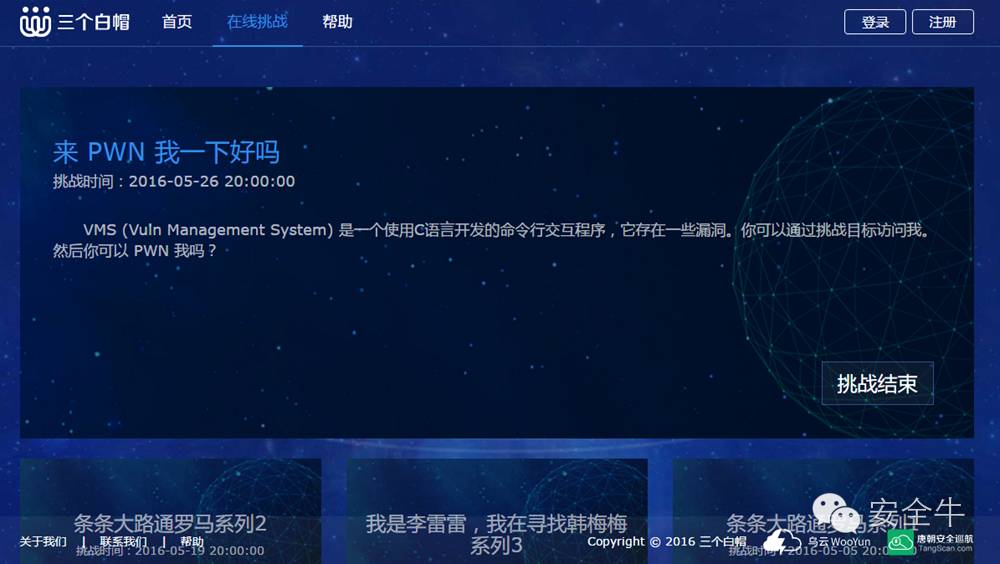 三个白帽 首页 在线挑战 帮助 登录 注册
来 PWN 我一下好吗
挑战时间：2016-05-26 20:00:00
VMS (Vuln Management System) 是一个使用C语言开发的命令行交互程序，它存在一些漏洞。你可以通过挑战目标访问我。
然后你可以 PWN 我吗？
挑战结束
条条大路通罗马系列2
挑战时间：2016-05-19 20:00:00
我是李雷雷，我在寻找韩梅梅
系列3
条条大路通罗马系列
挑战时间：2016-05-05 20:00
安全牛
关于我们 | 联系我们 | 帮助
Copyright © 2016 三个白帽
乌云 WooYun
唐朝安全巡航
TangScan.com